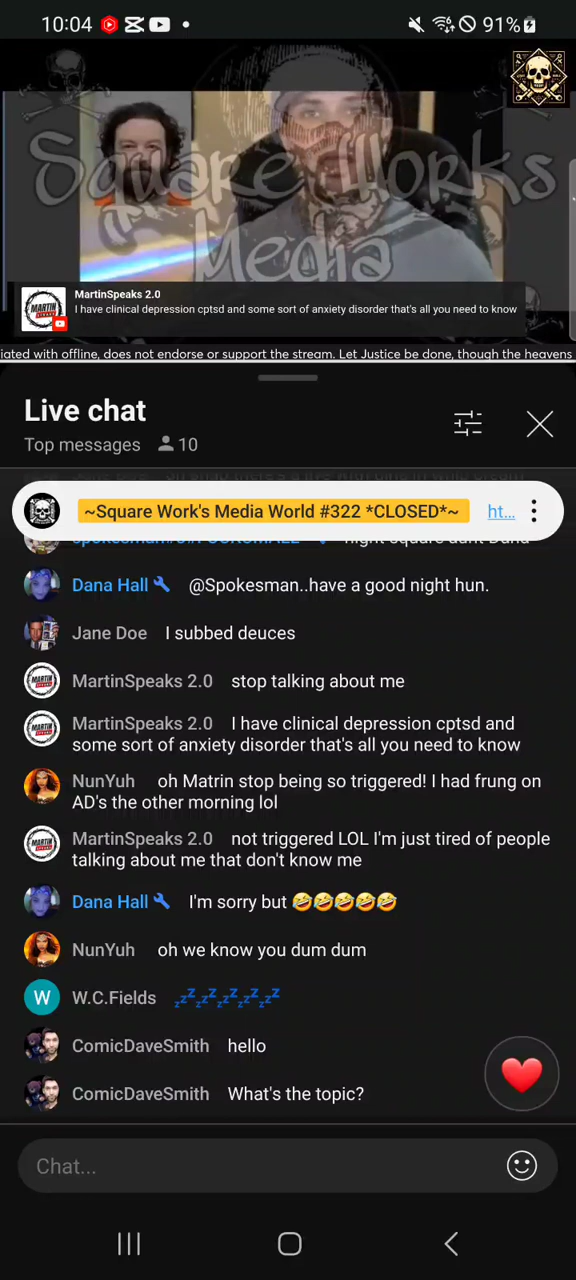 10:04
91%
Square Works
Media
MARTIN
MartinSpeaks 2.0
I have clinical depression cptsd and some sort of anxiety disorder that's all you need to know
iated with offline, does not endorse or support the stream. Let Justice be done, though the heavens
Live chat
Top messages 10
~Square Work's Media World #322 *CLOSED*~ ht...
Dana Hall @Spokesman..have a good night hun.
Jane Doe I subbed deuces
MartinSpeaks 2.0 stop talking about me
MartinSpeaks 2.0 I have clinical depression cptsd and
some sort of anxiety disorder that's all you need to know
NunYuh oh Matrin stop being so triggered! I had frung on
AD's the other morning lol
MartinSpeaks 2.0 not triggered LOL I'm just tired of people
talking about me that don't know me
Dana Hall I'm sorry but 🤣🤣🤣🤣🤣
NunYuh oh we know you dum dum
W W.C.Fields 💤💤💤💤💤
ComicDaveSmith hello
ComicDaveSmith What's the topic?
Chat...